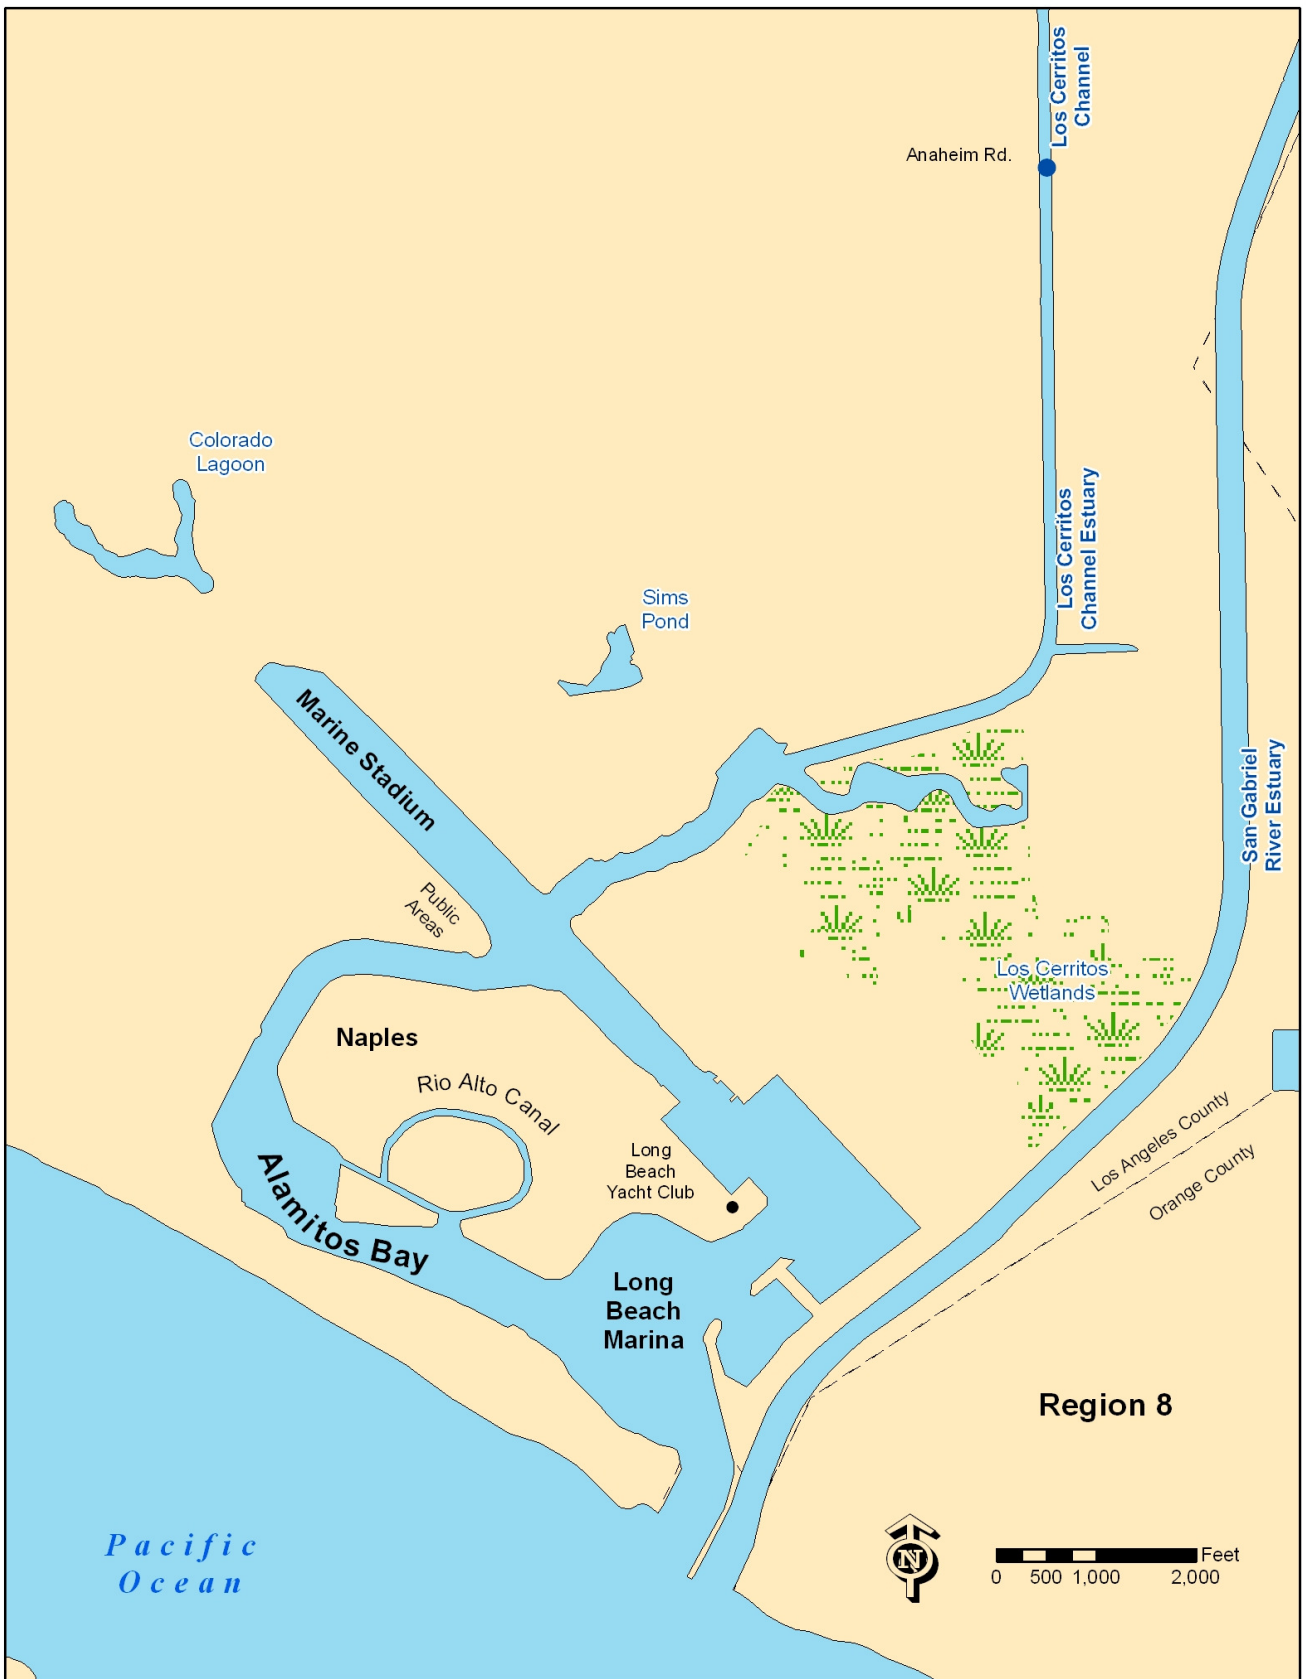 Los Cerritos
Channel
Anaheim Rd.
Colorado
Lagoon
Los Cerritos
Channel Estuary
Sims
Pond
Marine Stadium
San Gabriel
River Estuary
Public
Areas
Los Cerritos
Wetlands
Naples
Rio Alto Canal
Los Angeles County
Orange County
Long
Beach
Yacht Club
Alamitos Bay
Long
Beach
Marina
Region 8
Pacific
Ocean
N
Feet
0 500 1,000 2,000